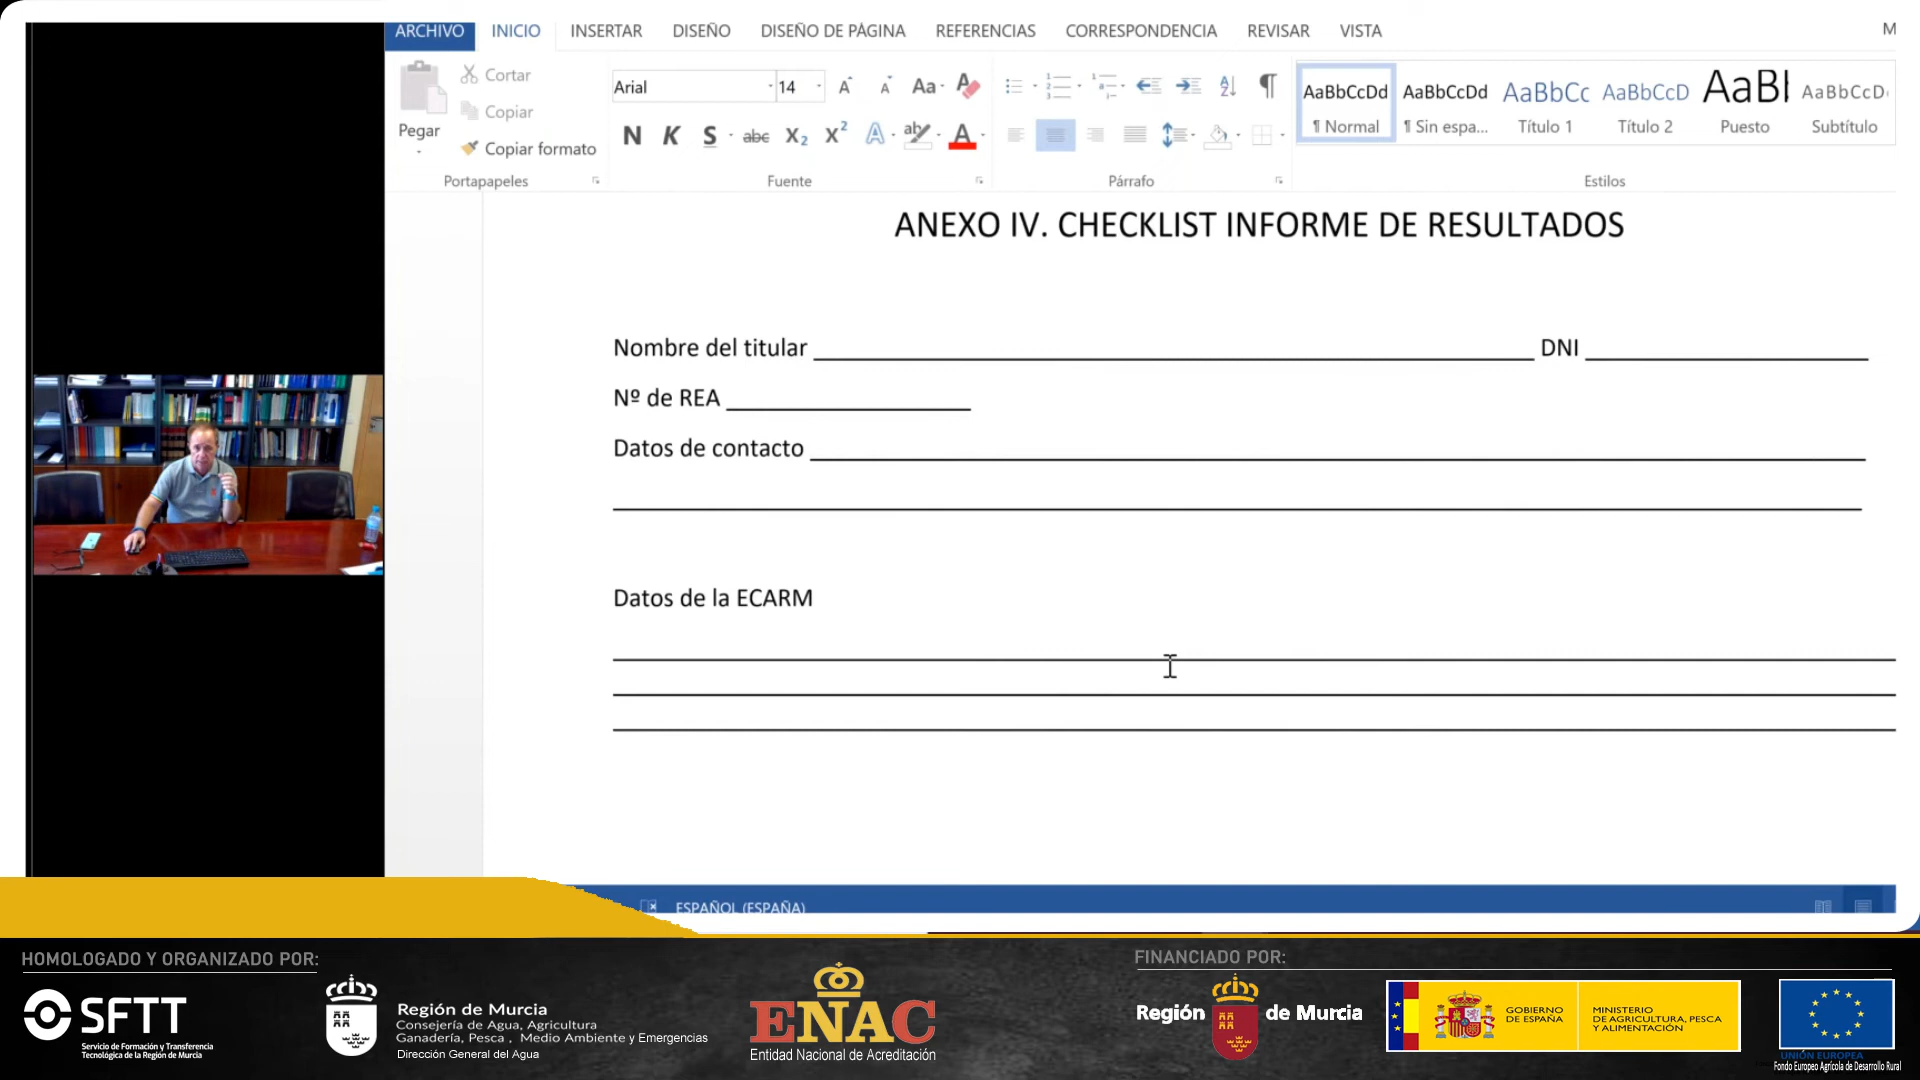 ARCHIVO INICIO INSERTAR DISEÑO DISEÑO DE PÁGINA REFERENCIAS CORRESPONDENCIA REVISAR VISTA M
Pegar
Cortar
Copiar
Copiar formato
Portapapeles
Arial 14
Aa
N K S abc X2 X2 A ab A
Fuente
Párrafo
AaBbCcDd AaBbCcDd AaBbCc AaBbCcD AaBl AaBbCcD
¶ Normal ¶ Sin espa... Título 1 Título 2 Puesto Subtítulo
Estilos
ANEXO IV. CHECKLIST INFORME DE RESULTADOS
Nombre del titular DNI
Nº de REA
Datos de contacto
Datos de la ECARM
ESPAÑOL (ESPAÑA)
HOMOLOGADO Y ORGANIZADO POR:
SFTT
Servicio de Formación y Transferencia
Tecnológica de la Región de Murcia
Región de Murcia
Consejería de Agua, Agricultura
Ganadería, Pesca , Medio Ambiente y Emergencias
Dirección General del Agua
ENAC
Entidad Nacional de Acreditación
FINANCIADO POR:
Región de Murcia
GOBIERNO
DE ESPAÑA
MINISTERIO
DE AGRICULTURA, PESCA
Y ALIMENTACIÓN
UNIÓN EUROPEA
Fondo Europeo Agrícola de Desarrollo Rural